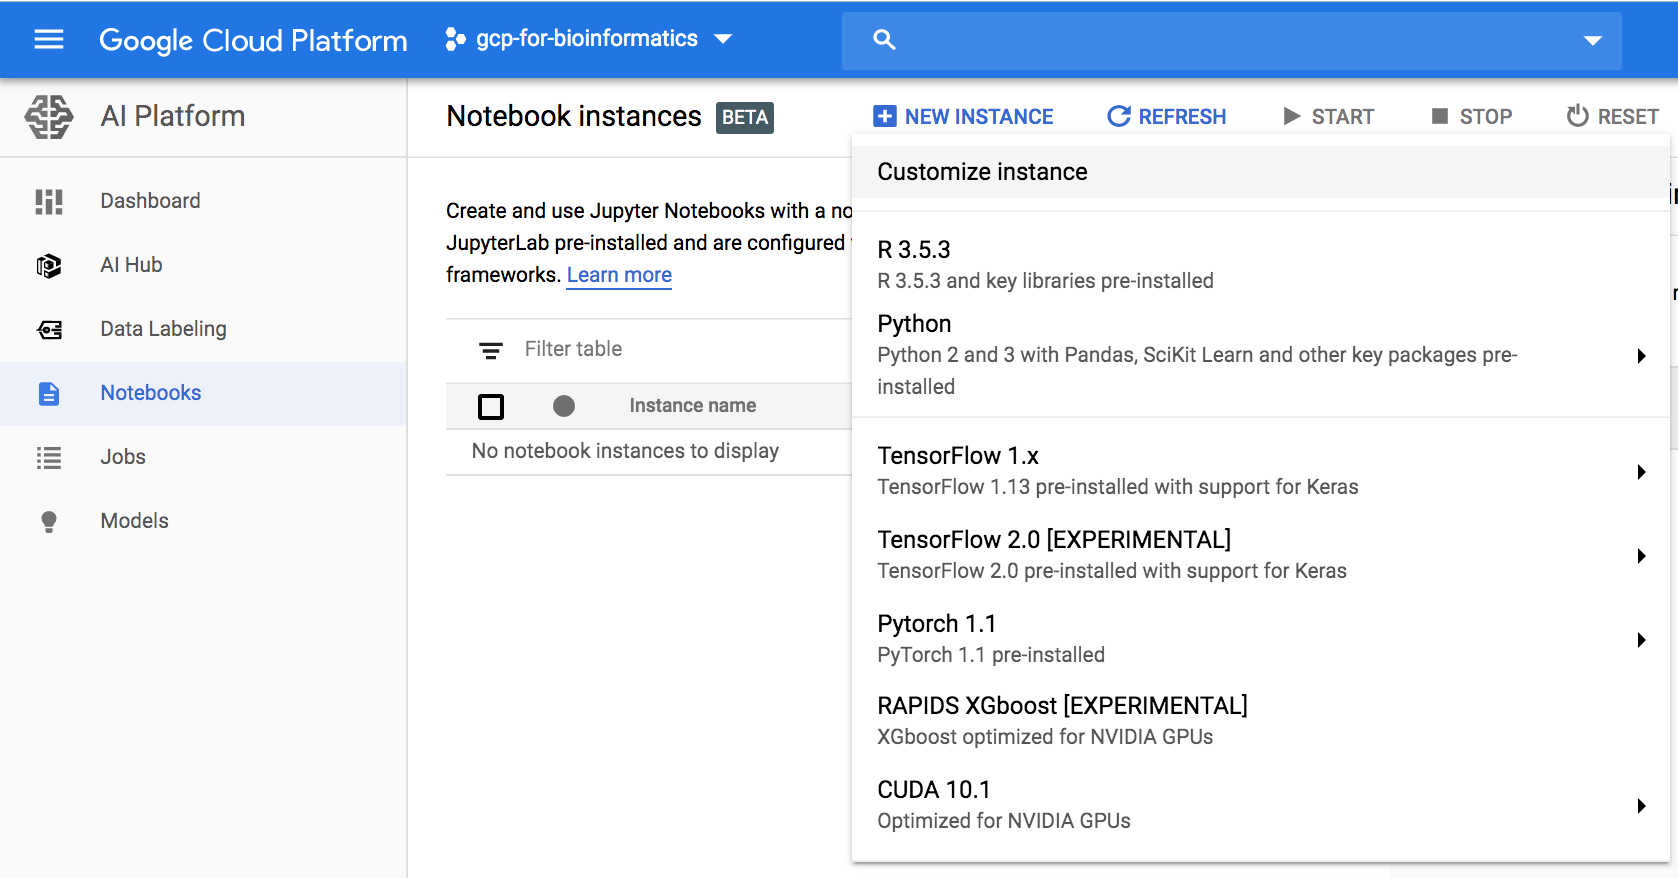 Google Cloud Platform
gcp-for-bioinformatics
AI Platform
Dashboard
AI Hub
Data Labeling
Notebooks
Jobs
Models
Notebook instances BETA
NEW INSTANCE
REFRESH
START
STOP
RESET
Create and use Jupyter Notebooks with a no
JupyterLab pre-installed and are configured
frameworks. Learn more
Filter table
Instance name
No notebook instances to display
Customize instance
R 3.5.3
R 3.5.3 and key libraries pre-installed
Python
Python 2 and 3 with Pandas, SciKit Learn and other key packages pre-
installed
TensorFlow 1.x
TensorFlow 1.13 pre-installed with support for Keras
TensorFlow 2.0 [EXPERIMENTAL]
TensorFlow 2.0 pre-installed with support for Keras
Pytorch 1.1
PyTorch 1.1 pre-installed
RAPIDS XGboost [EXPERIMENTAL]
XGboost optimized for NVIDIA GPUs
CUDA 10.1
Optimized for NVIDIA GPUs